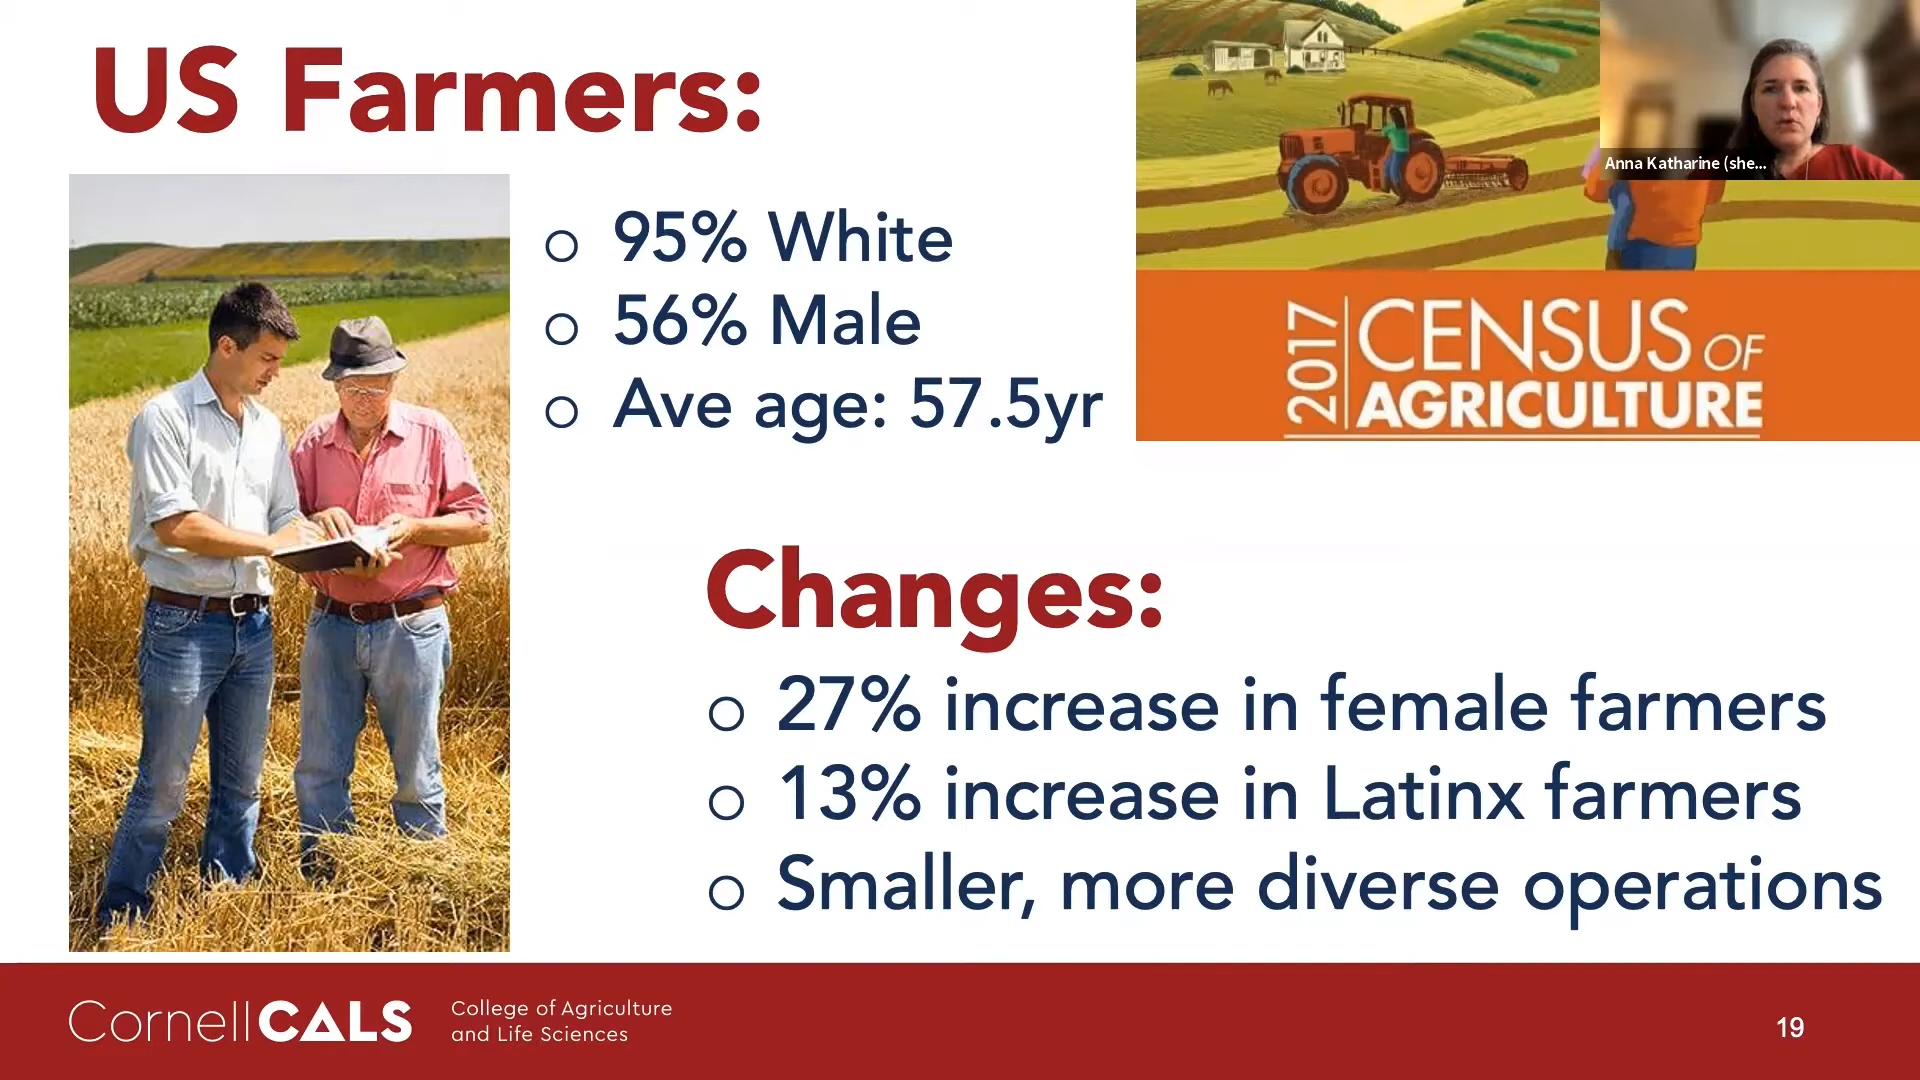 US Farmers:
○ 95% White
○ 56% Male
○ Ave age: 57.5yr
Anna Katharine (she...
2017 CENSUS OF
AGRICULTURE
Changes:
○ 27% increase in female farmers
○ 13% increase in Latinx farmers
○ Smaller, more diverse operations
CornellCALS
College of Agriculture
and Life Sciences
19